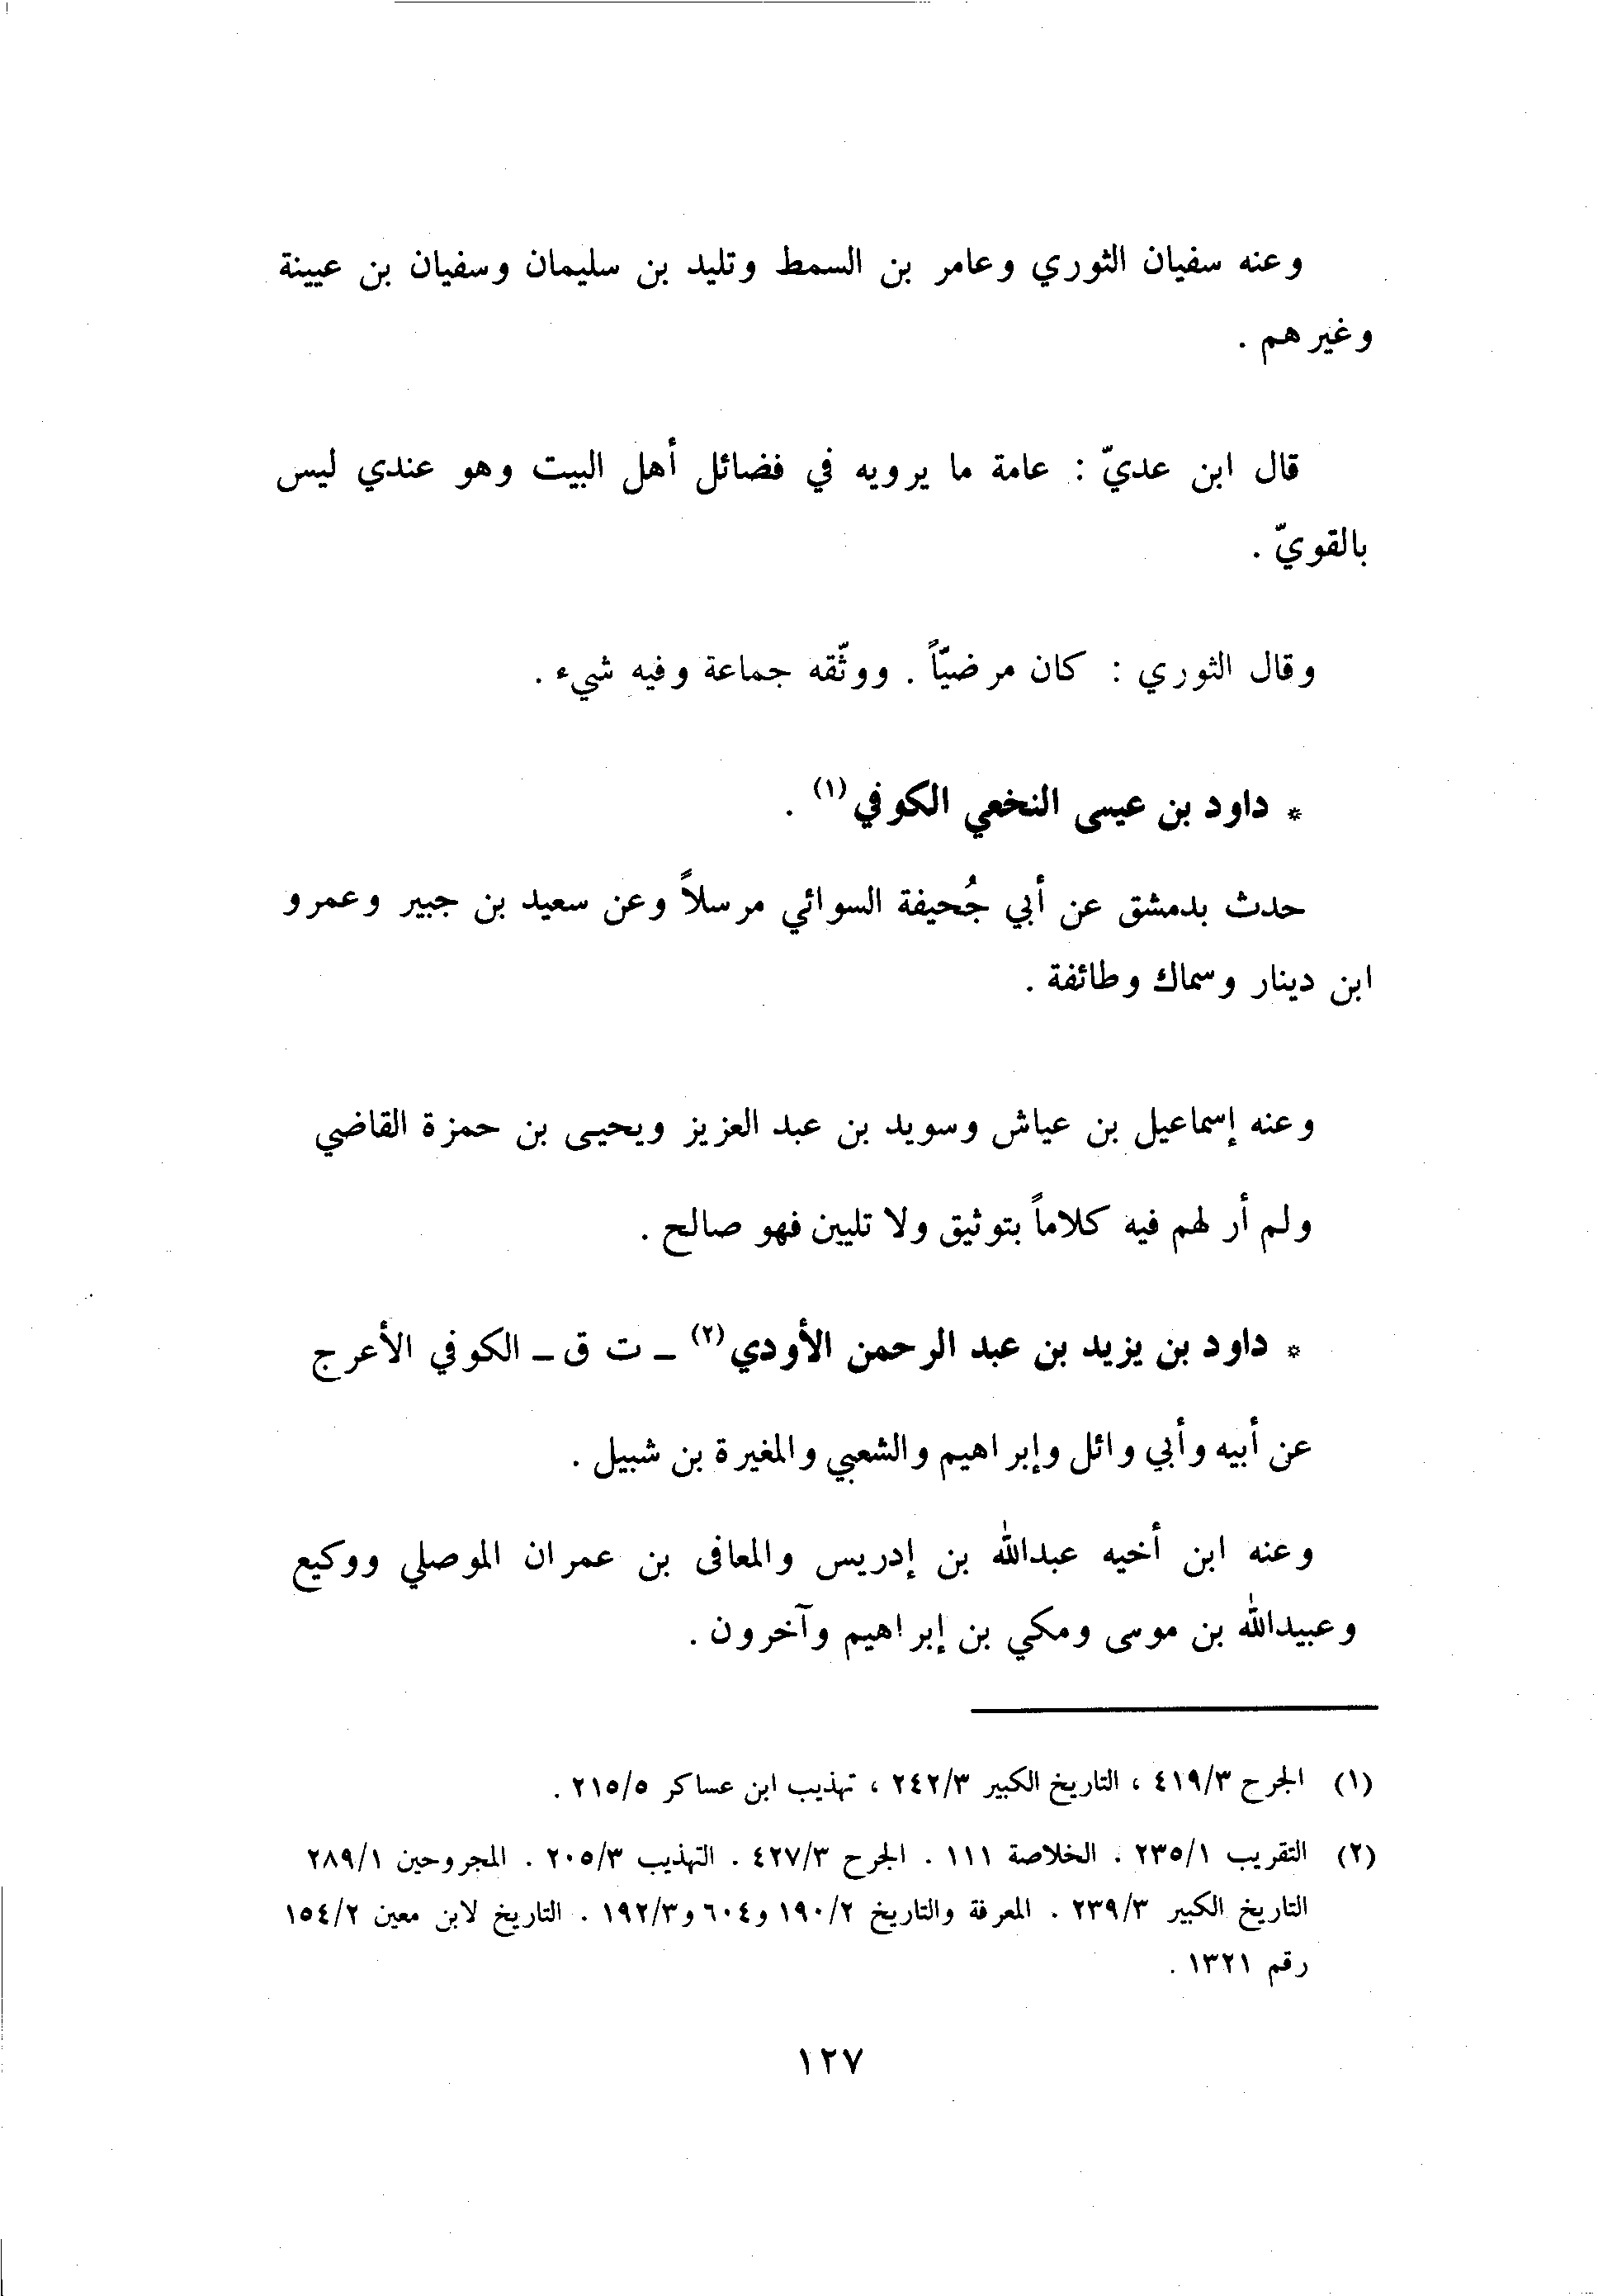 وعنه سفيان الثوري وعامر بن السمط وتليد بن سليمان وسفيان بن عيينة
وغيرهم .
قال ابن عديّ : عامة ما يرويه في فضائل أهل البيت وهو عندي ليس
بالقويّ .
وقال الثوري : كان مرضيّاً . ووثّقه جماعة وفيه شيء .
* داود بن عيسى النخعي الكوفي (١) .
حدث بدمشق عن أبي جُحيفة السوائي مرسلاً وعن سعيد بن جبير وعمرو
ابن دينار وسماك وطائفة .
وعنه إسماعيل بن عياش وسويد بن عبد العزيز ويحيى بن حمزة القاضي
ولم أر لهم فيه كلاماً بتوثيق ولا تليين فهو صالح .
* داود بن يزيد بن عبد الرحمن الأودي (٢) ـ ت ق ـ الكوفي الأعرج
عن أبيه وأبي وائل وإبراهيم والشعبي والمغيرة بن شبيل .
وعنه ابن أخيه عبدالله بن إدريس والمعافى بن عمران الموصلي ووكيع
وعبيدالله بن موسى ومكي بن إبراهيم وآخرون .
(١) الجرح ٤١٩/٣ ، التاريخ الكبير ٢٤٢/٣ ، تهذيب ابن عساكر ٢١٥/٥ .
(٢) التقريب ٢٣٥/١ . الخلاصة ١١١ . الجرح ٤٢٧/٣ . التهذيب ٢٠٥/٣ . المجروحين ٢٨٩/١
التاريخ الكبير ٢٣٩/٣ . المعرفة والتاريخ ١٩٠/٢ و٦٠٤ و١٩٢/٣ . التاريخ لابن معين ١٥٤/٢
رقم ١٣٢١ .
١٢٧